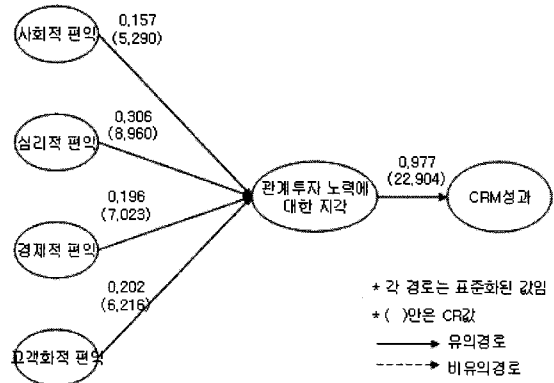 0,157
(5,290)
사회적 편익
0,306
(8,960)
심리적 편익
0,196
(7,023)
경제적 편익
0,202
(6,216)
고객화적 편익
관계투자 노력에
대한 지각
0,977
(22,904)
CRM성과
* 각 경로는 표준화된 값임
* ( )만은 CR값
유의경로
비유의경로